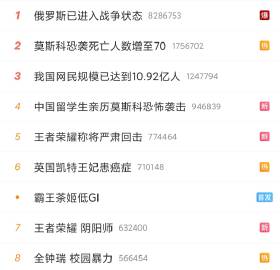 1 俄罗斯已进入战争状态 8286753 爆
2 莫斯科恐袭死亡人数增至70 1756702 热
3 我国网民规模已达到10.92亿人 1247794
4 中国留学生亲历莫斯科恐怖袭击 946839 新
5 王者荣耀称将严肃回击 774464 新
6 英国凯特王妃患癌症 710148 热
• 霸王茶姬低GI 首发
7 王者荣耀 阴阳师 632400 新
8 全钟瑞 校园暴力 566454 热